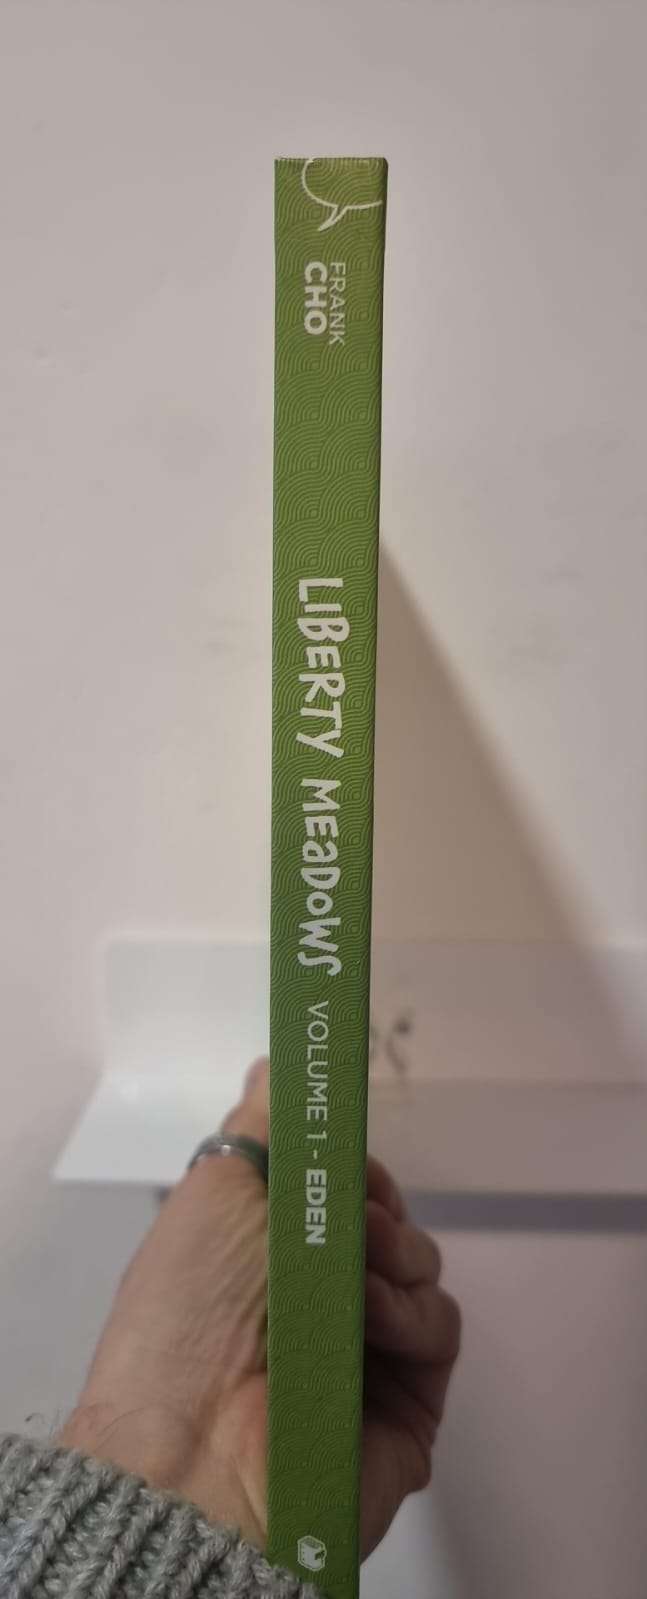 FRANK
CHO
LIBERTY MEaDOWS VOLUME 1 - EDEN